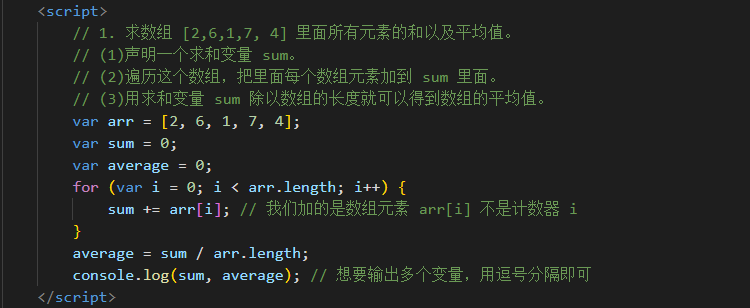 <script>
// 1. 求数组 [2,6,1,7, 4] 里面所有元素的和以及平均值。
// (1)声明一个求和变量 sum。
// (2)遍历这个数组，把里面每个数组元素加到 sum 里面。
// (3)用求和变量 sum 除以数组的长度就可以得到数组的平均值。
var arr = [2, 6, 1, 7, 4];
var sum = 0;
var average = 0;
for (var i = 0; i < arr.length; i++) {
sum += arr[i]; // 我们加的是数组元素 arr[i] 不是计数器 i
}
average = sum / arr.length;
console.log(sum, average); // 想要输出多个变量，用逗号分隔即可
</script>